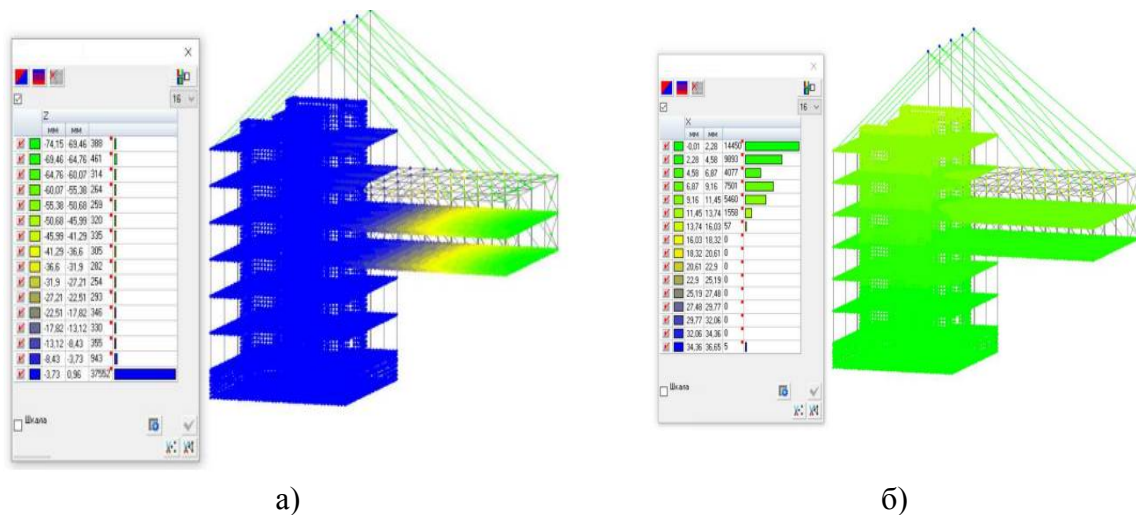 X
16
Z
мм мм
-74,15 -69,46 388
-69,46 -64,76 461
-64,76 -60,07 314
-60,07 -55,38 264
-55,38 -50,68 259
-50,68 -45,99 320
-45,99 -41,29 335
-41,29 -36,6 305
-36,6 -31,9 282
-31,9 -27,21 254
-27,21 -22,51 293
-22,51 -17,82 346
-17,82 -13,12 330
-13,12 -8,43 355
-8,43 -3,73 943
-3,73 0,96 37552
Шкала
X
16
X
мм мм
-0,01 2,28 14450
2,28 4,58 9893
4,58 6,87 4077
6,87 9,16 7501
9,16 11,45 5460
11,45 13,74 1558
13,74 16,03 57
16,03 18,32 0
18,32 20,61 0
20,61 22,9 0
22,9 25,19 0
25,19 27,48 0
27,48 29,77 0
29,77 32,06 0
32,06 34,36 0
34,36 36,65 5
Шкала
а)
б)